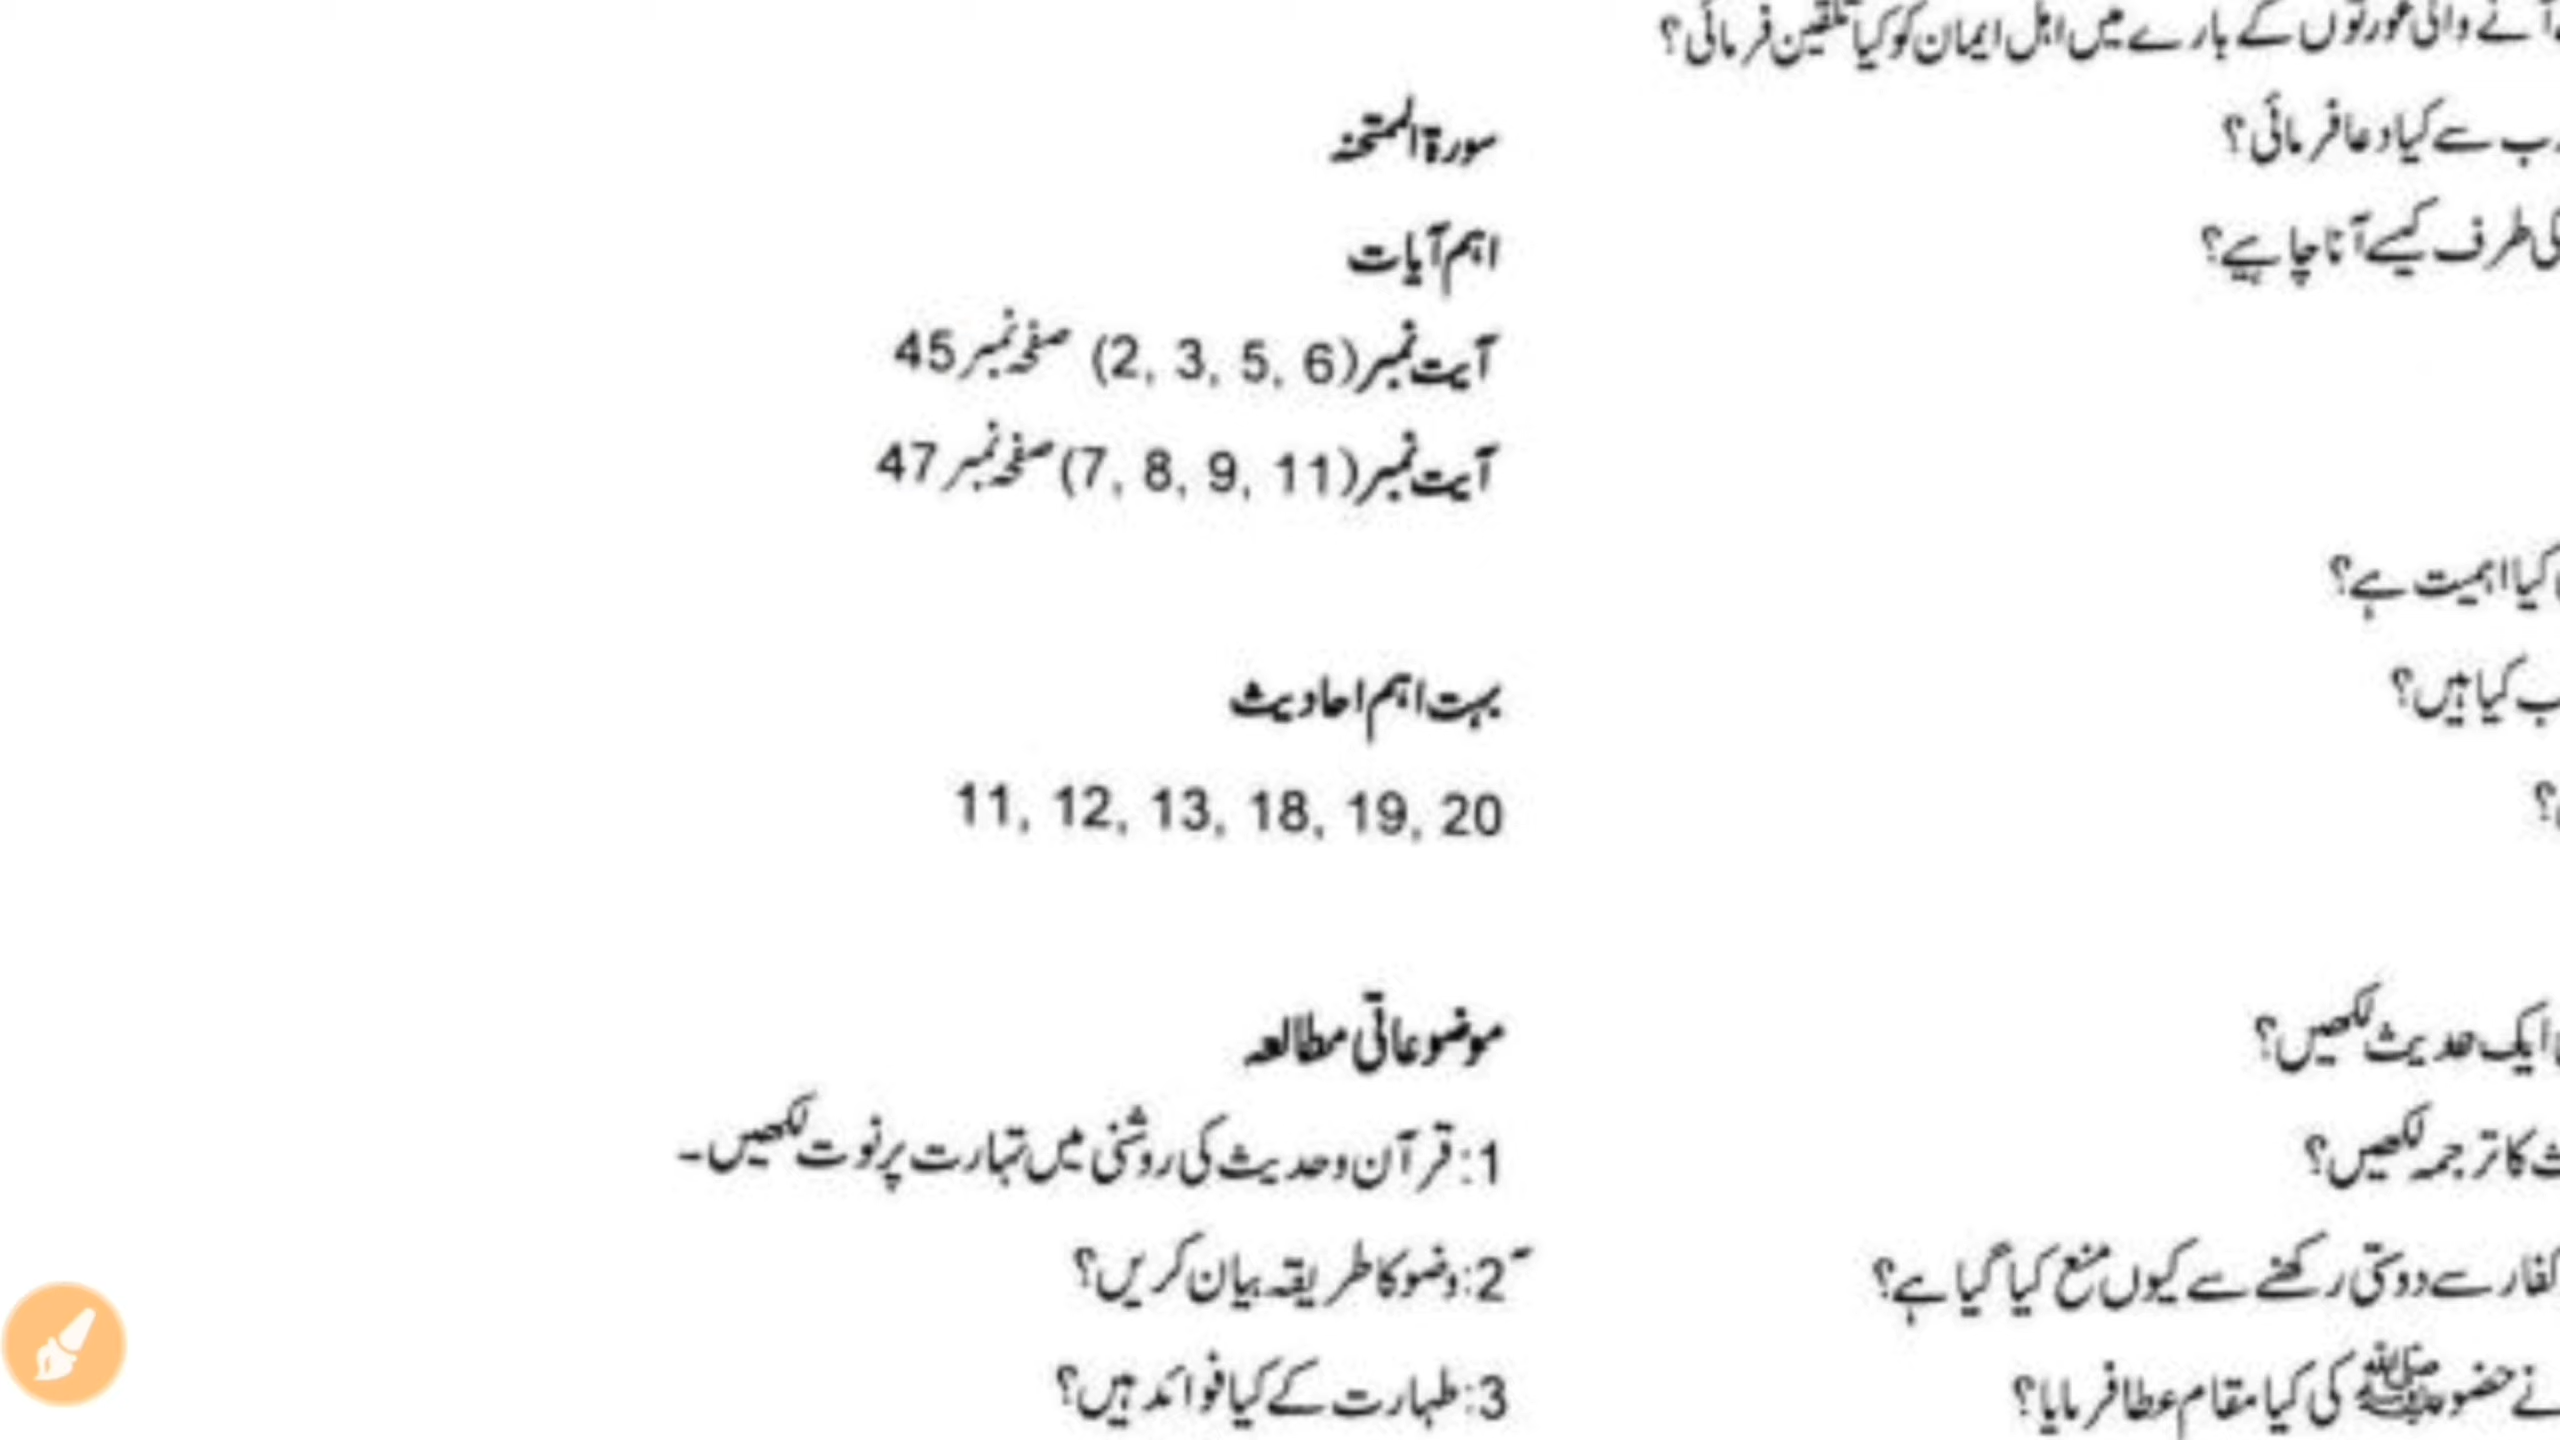 آنے والی عورتوں کے بارے میں اہل ایمان کو کیا تلقین فرمائی؟
سے کیا دعا فرمائی؟
کی طرف کیسے آنا چاہیے؟
کیا اہمیت ہے؟
کیا ہیں؟
ایک حدیث لکھیں؟
کا ترجمہ لکھیں؟
کفار سے دوستی رکھنے سے کیوں منع کیا گیا ہے؟
نے حضور ﷺ کی کیا مقام عطا فرمایا؟
سورۃ الممتحنہ
اہم آیات
آیت نمبر (2, 3, 5, 6) صفحہ نمبر 45
آیت نمبر (7, 8, 9, 11) صفحہ نمبر 47
بہت اہم احادیث
11, 12, 13, 18, 19, 20
موضوعاتی مطالعہ
1: قرآن وحدیث کی روشنی میں تہارت پر نوت لکھیں۔
2: وضو کا طریقہ بیان کریں؟
3: طہارت کے کیا فوائد ہیں؟